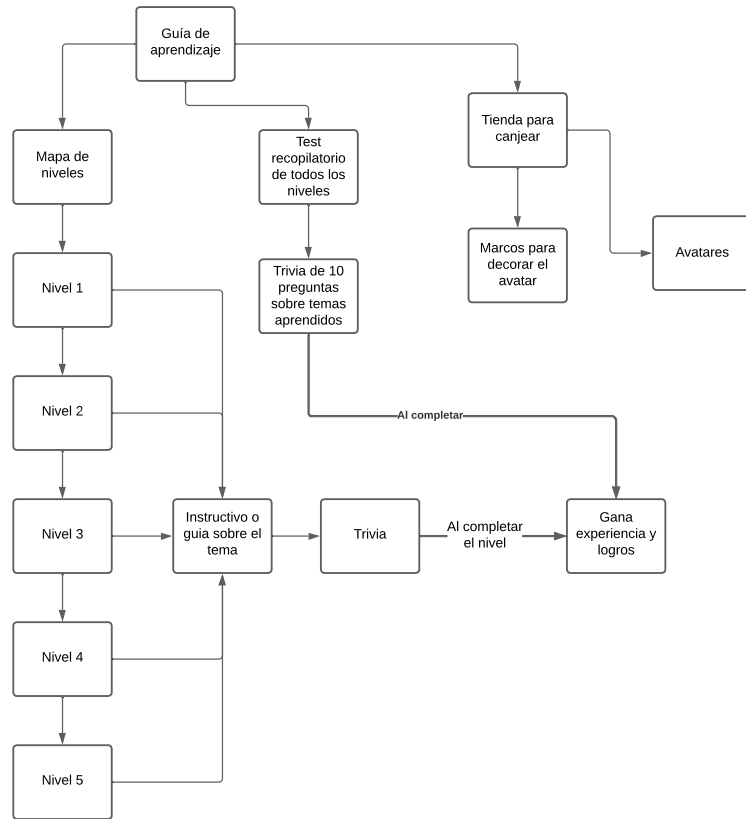 Guía de
aprendizaje
Mapa de
niveles
Test
recopilatorio
de todos los
niveles
Tienda para
canjear
Marcos para
decorar el
avatar
Avatares
Nivel 1
Trivia de 10
preguntas
sobre temas
aprendidos
Nivel 2
Al completar
Nivel 3
Instructivo o
guia sobre el
tema
Trivia
Al completar
el nivel
Gana
experiencia y
logros
Nivel 4
Nivel 5